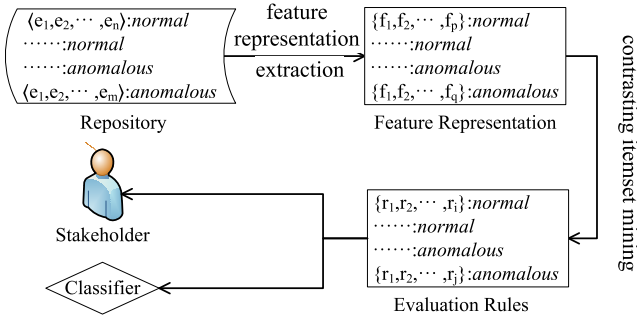 ⟨e₁,e₂,··· ,eₙ⟩:normal
······:normal
······:anomalous
⟨e₁,e₂,··· ,eₘ⟩:anomalous
Repository
feature
representation
extraction
{f₁,f₂,··· ,fₚ}:normal
······:normal
······:anomalous
{f₁,f₂,··· ,f_q}:anomalous
Feature Representation
contrasting itemset mining
{r₁,r₂,··· ,rᵢ}:normal
······:normal
······:anomalous
{r₁,r₂,··· ,rⱼ}:anomalous
Evaluation Rules
Stakeholder
Classifier